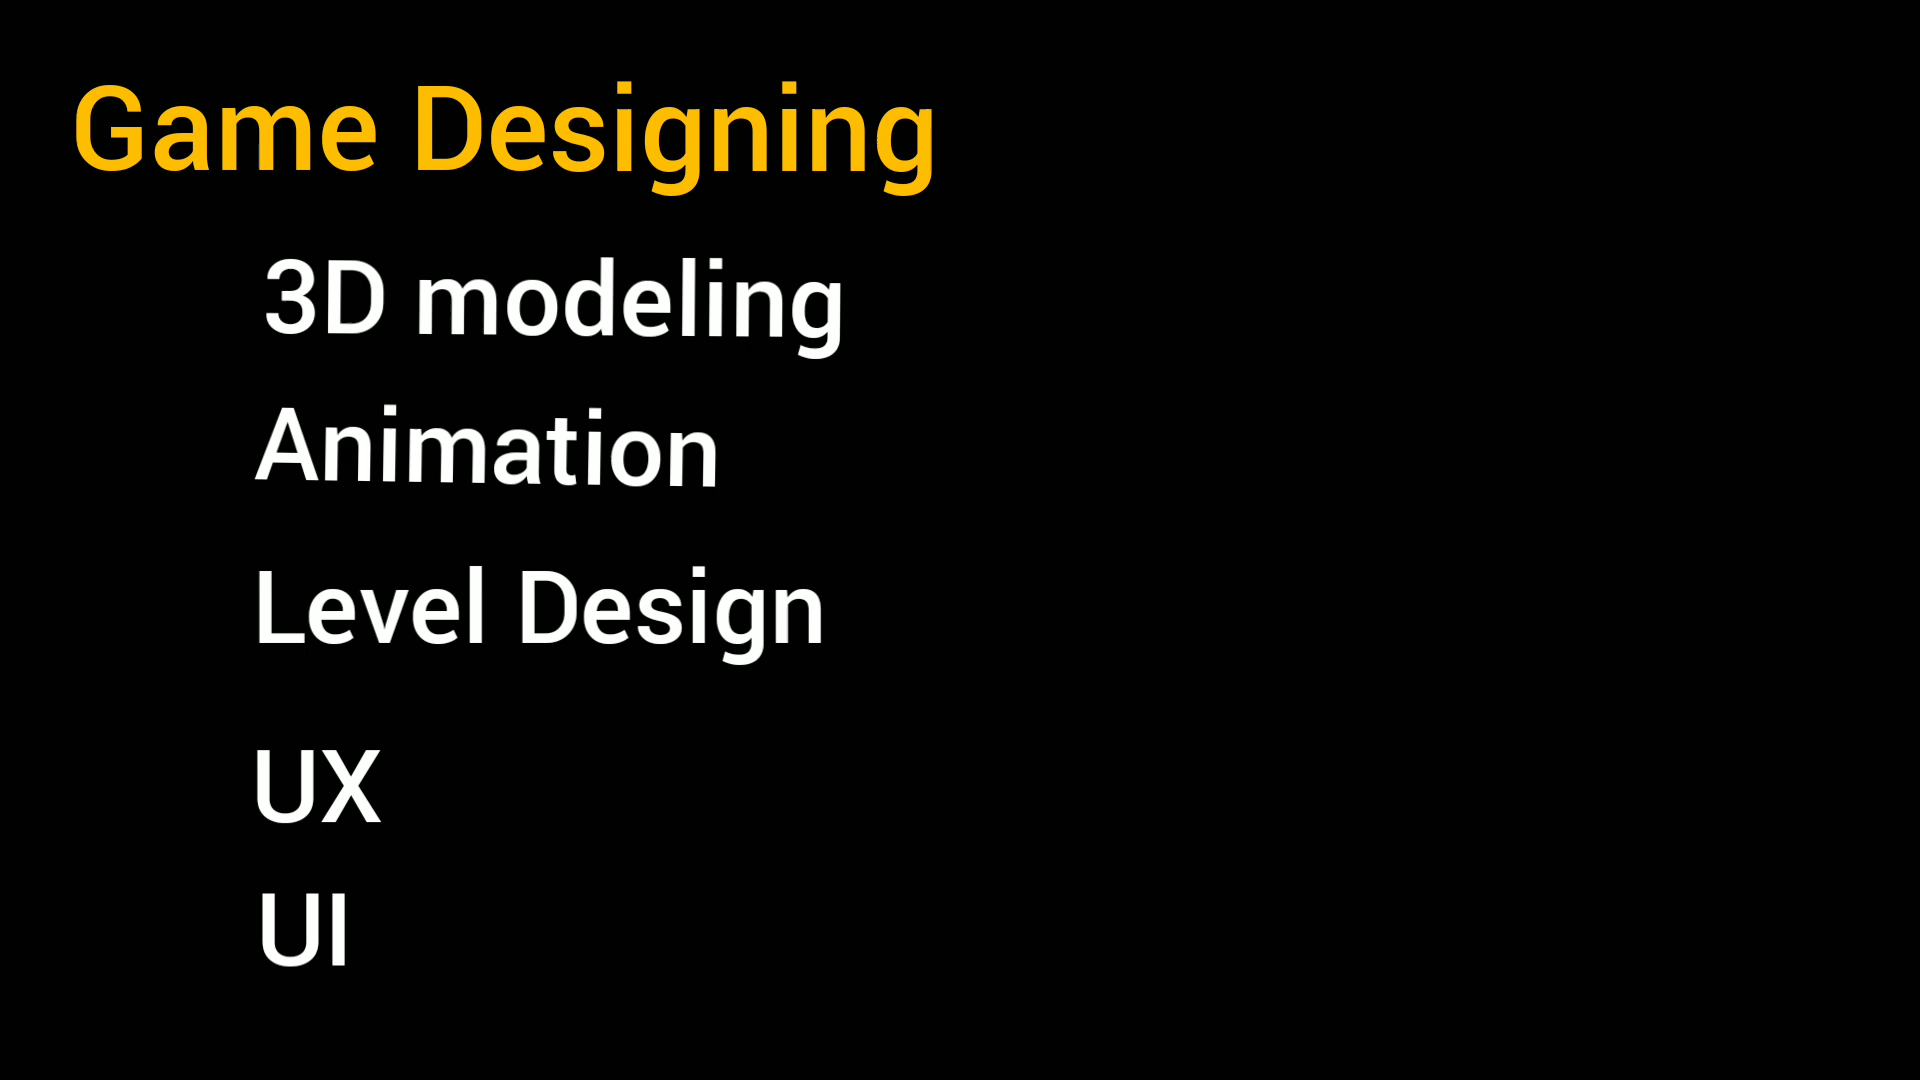 Game Designing
3D modeling
Animation
Level Design
UX
UI